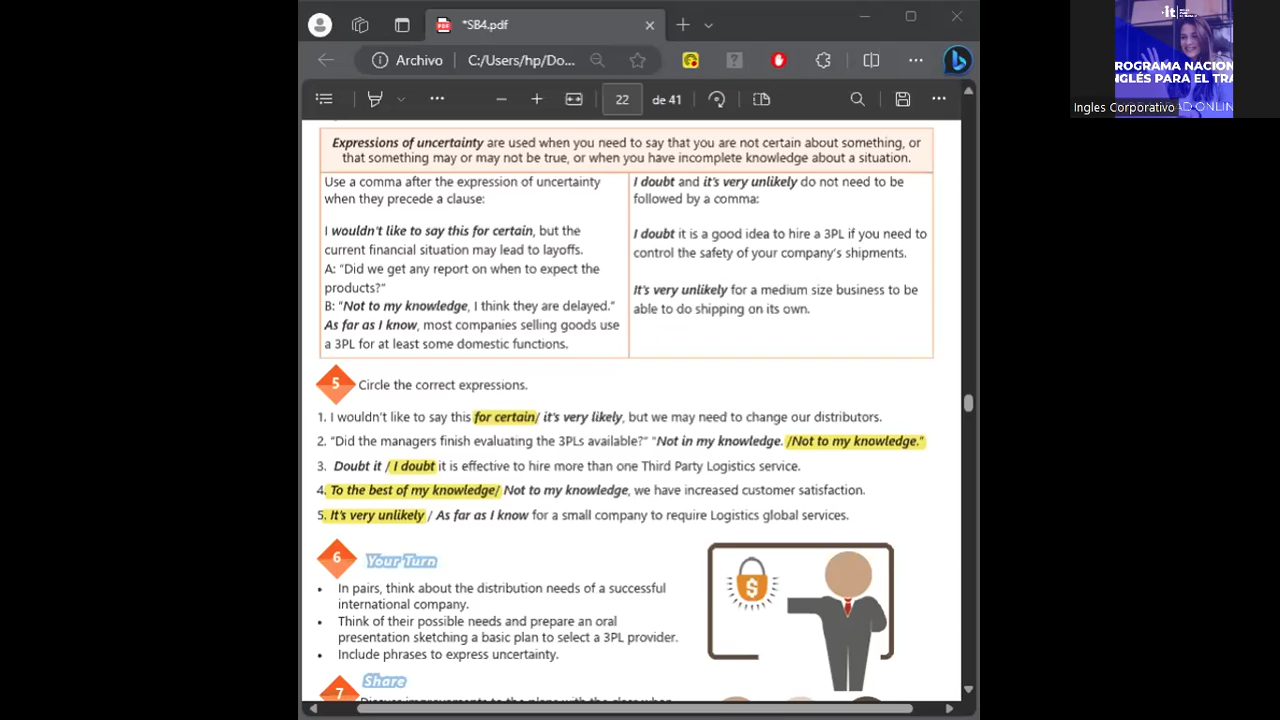 *SB4.pdf
Archivo
C:/Users/hp/Do...
22
de 41
Expressions of uncertainty are used when you need to say that you are not certain about something, or
that something may or may not be true, or when you have incomplete knowledge about a situation.
Use a comma after the expression of uncertainty
when they precede a clause:
I wouldn't like to say this for certain, but the
current financial situation may lead to layoffs.
A: "Did we get any report on when to expect the
products?"
B: "Not to my knowledge, I think they are delayed."
As far as I know, most companies selling goods use
a 3PL for at least some domestic functions.
I doubt and it's very unlikely do not need to be
followed by a comma:
I doubt it is a good idea to hire a 3PL if you need to
control the safety of your company's shipments.
It's very unlikely for a medium size business to be
able to do shipping on its own.
5 Circle the correct expressions.
1. I wouldn't like to say this for certain/ it's very likely, but we may need to change our distributors.
2. "Did the managers finish evaluating the 3PLs available?" "Not in my knowledge. /Not to my knowledge."
3. Doubt it / I doubt it is effective to hire more than one Third Party Logistics service.
4. To the best of my knowledge/ Not to my knowledge, we have increased customer satisfaction.
5. It's very unlikely / As far as I know for a small company to require Logistics global services.
6 Your Turn
• In pairs, think about the distribution needs of a successful
international company.
• Think of their possible needs and prepare an oral
presentation sketching a basic plan to select a 3PL provider.
• Include phrases to express uncertainty.
$
7 Share
Discuss improvements to the plans with the class when
·it
ROGRAMA NACION
NGLÉS PARA EL TRA
Ingles Corporativo
AD ONLIN